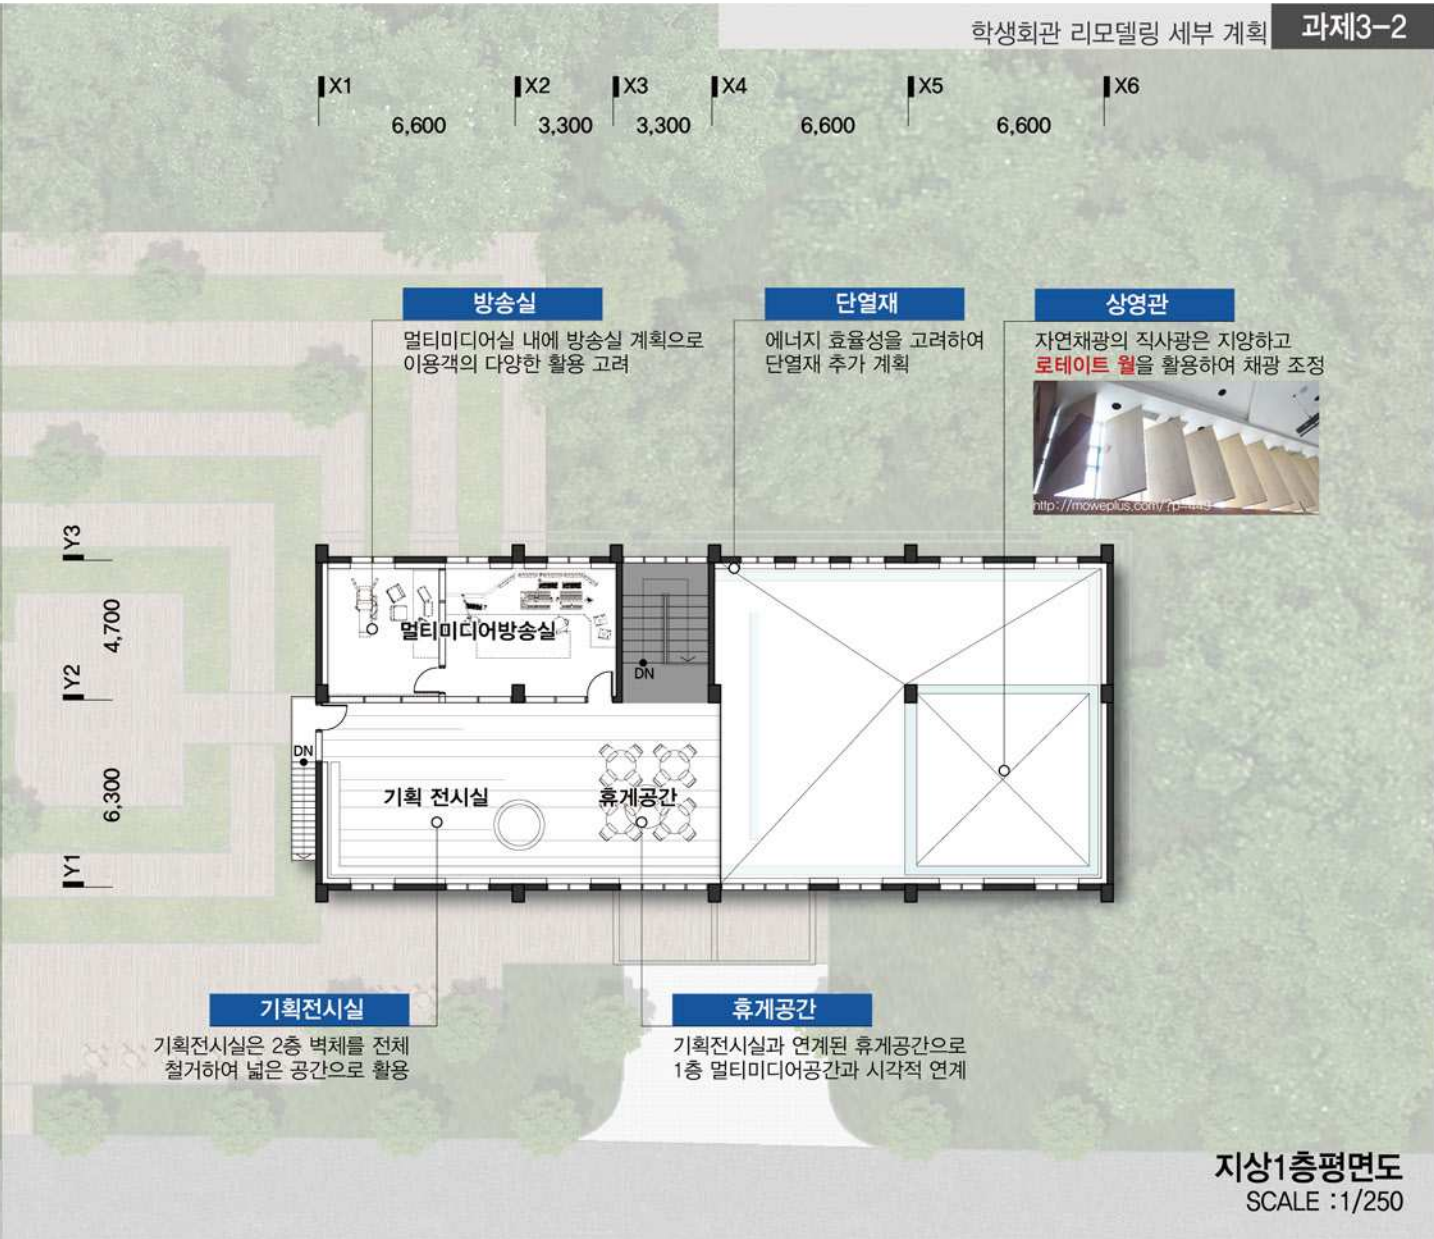 학생회관 리모델링 세부 계획
과제3-2
X1
X2
X3
X4
X5
X6
6,600
3,300
3,300
6,600
6,600
방송실
멀티미디어실 내에 방송실 계획으로
이용객의 다양한 활용 고려
단열재
에너지 효율성을 고려하여
단열재 추가 계획
상영관
자연채광의 직사광은 지양하고
로테이트 월을 활용하여 채광 조정
Y3
4,700
Y2
6,300
Y1
멀티미디어방송실
DN
DN
기획 전시실
휴게공간
기획전시실
기획전시실은 2층 벽체를 전체
철거하여 넓은 공간으로 활용
휴게공간
기획전시실과 연계된 휴게공간으로
1층 멀티미디어공간과 시각적 연계
지상1층평면도
SCALE :1/250